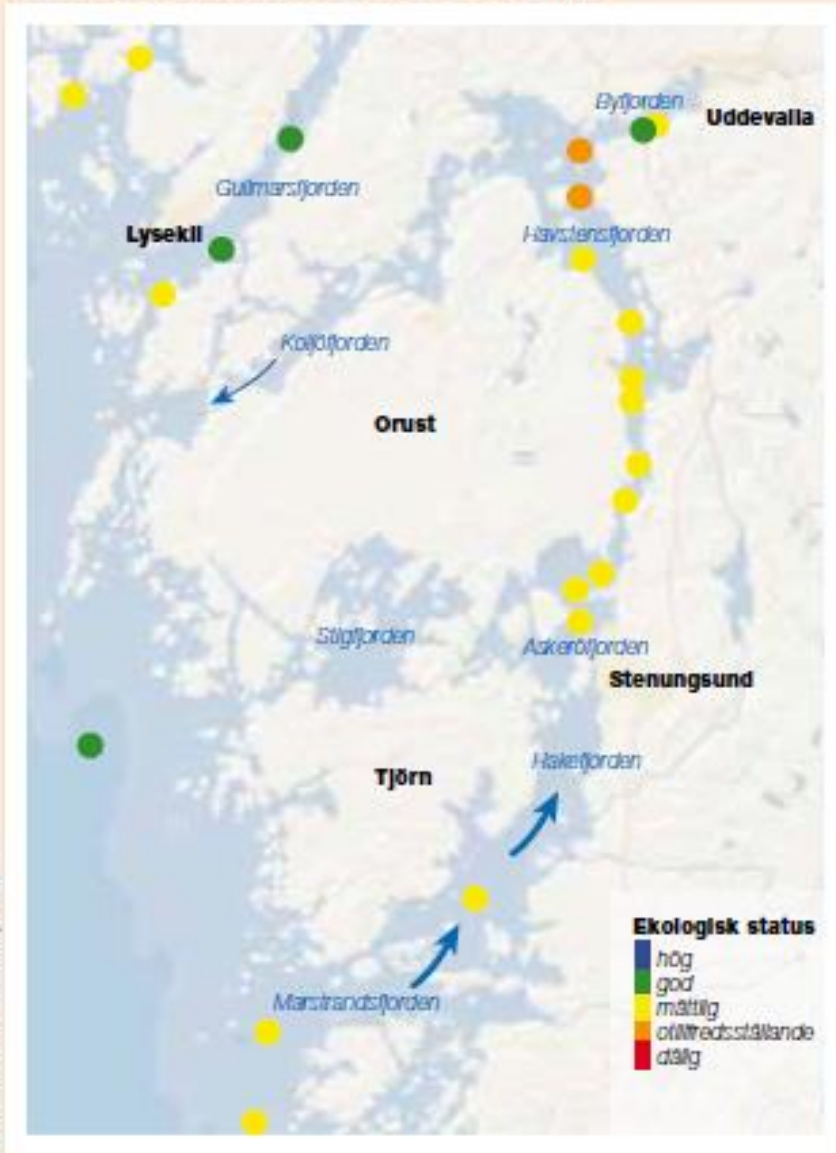 Byfjorden
Uddevalla
Gullmarsfjorden
Lysekil
Havstensfjorden
Koljöfjorden
Orust
Stigfjorden
Askeröfjorden
Stenungsund
Hakefjorden
Tjörn
Marstrandsfjorden
Ekologisk status
hög
god
måttlig
otillfredsställande
dålig